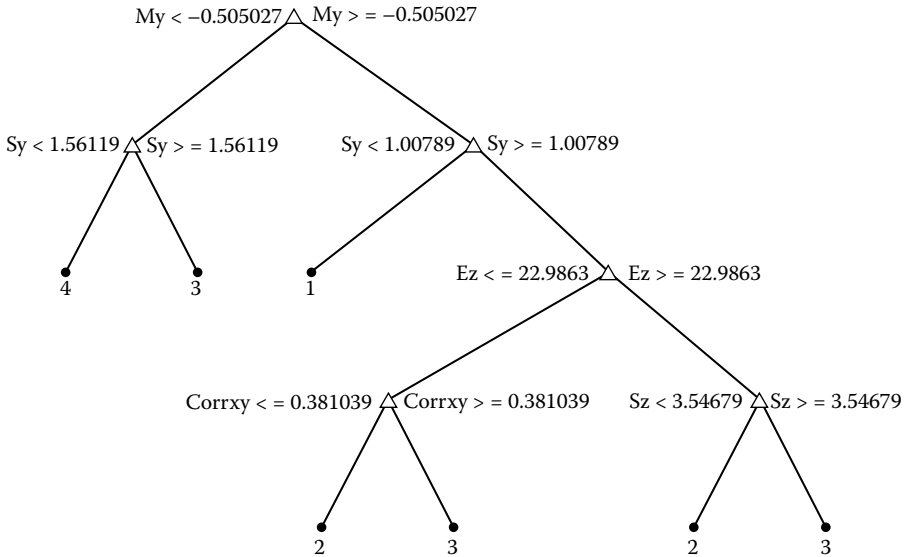 My < −0.505027 My > = −0.505027
Sy < 1.56119 Sy > = 1.56119 Sy < 1.00789 Sy > = 1.00789
4 3 1
Ez < = 22.9863 Ez > = 22.9863
Corrxy < = 0.381039 Corrxy > = 0.381039 Sz < 3.54679 Sz > = 3.54679
2 3 2 3